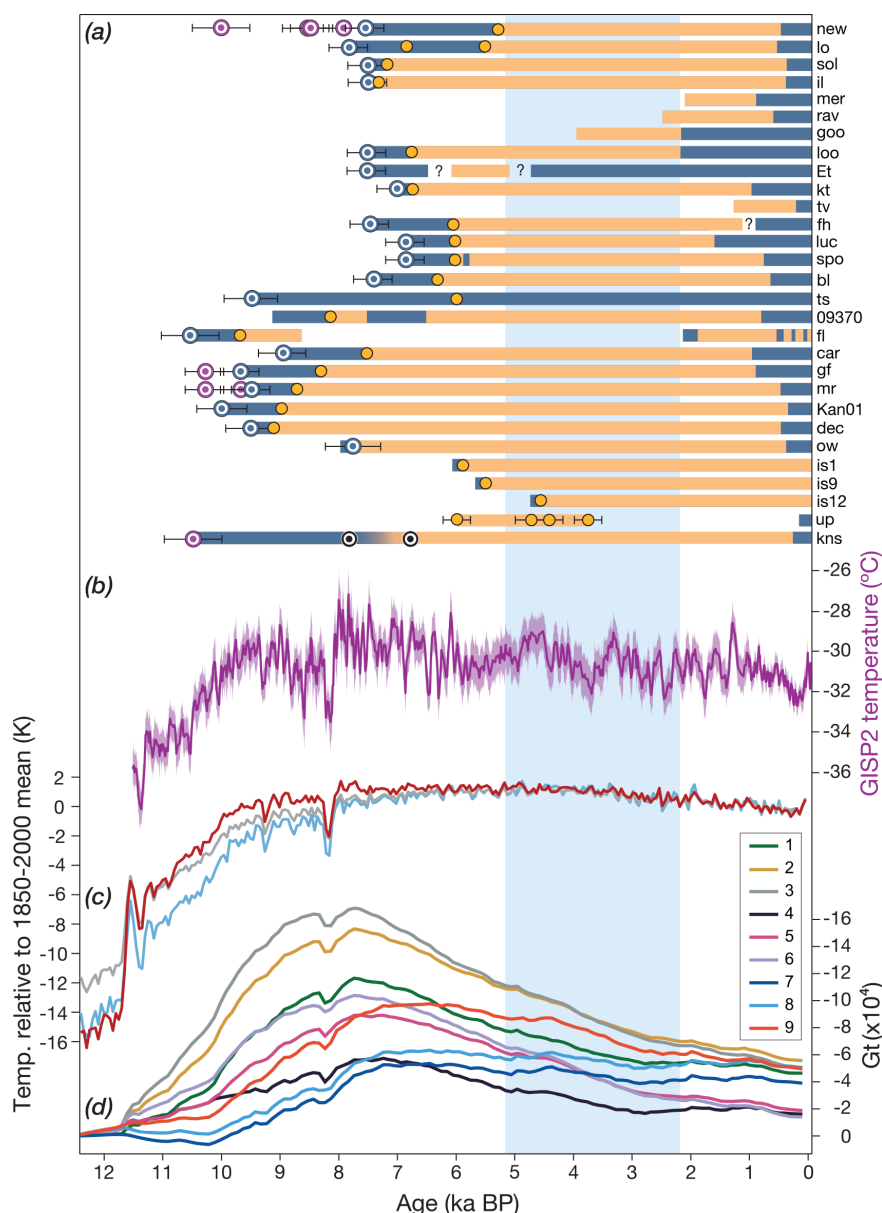 (a)
new
lo
sol
il
mer
rav
goo
loo
? ? Et
kt
tv
? fh
luc
spo
bl
ts
09370
fl
car
gf
mr
Kan01
dec
ow
is1
is9
is12
up
kns
(b)
-26
-28
-30
-32
-34
-36
GISP2 temperature (ºC)
Temp. relative to 1850-2000 mean (K)
2
0
-2
-4
-6
-8
-10
-12
-14
-16
(c)
1
2
3
4
5
6
7
8
9
-16
-14
-12
-10
-8
-6
-4
-2
0
Gt (x10⁴)
(d)
12 11 10 9 8 7 6 5 4 3 2 1 0
Age (ka BP)